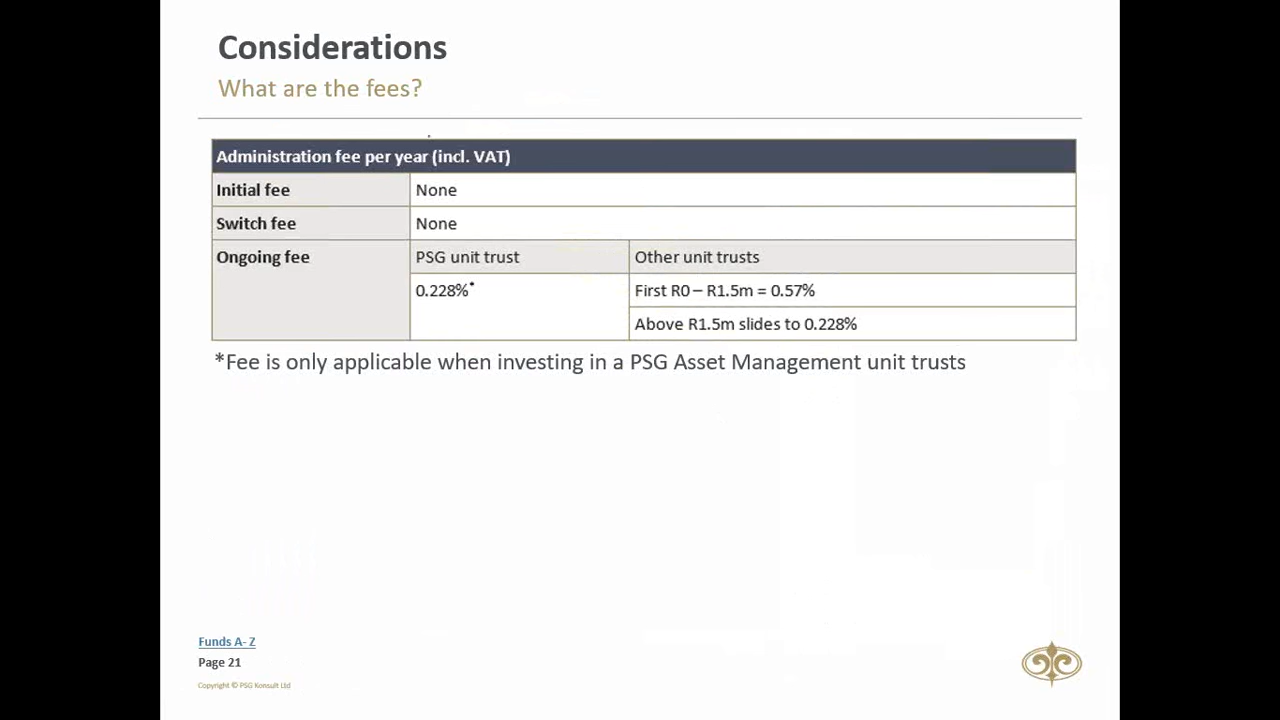 Considerations
What are the fees?
Administration fee per year (incl. VAT)
Initial fee None
Switch fee None
Ongoing fee PSG unit trust Other unit trusts
0.228%* First R0 – R1.5m = 0.57%
Above R1.5m slides to 0.228%
*Fee is only applicable when investing in a PSG Asset Management unit trusts
Funds A- Z
Page 21
Copyright © PSG Konsult Ltd